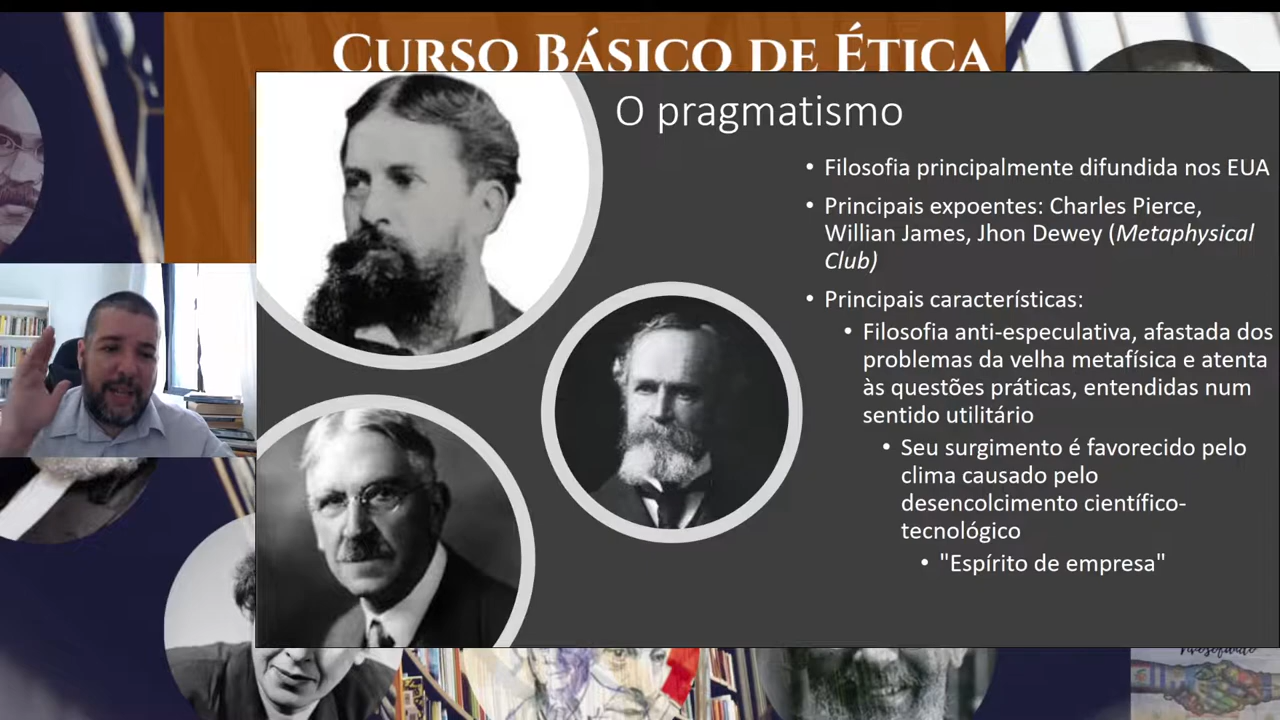 CURSO BÁSICO DE ÉTICA
O pragmatismo
• Filosofia principalmente difundida nos EUA
• Principais expoentes: Charles Pierce,
Willian James, Jhon Dewey (Metaphysical
Club)
• Principais características:
• Filosofia anti-especulativa, afastada dos
problemas da velha metafísica e atenta
às questões práticas, entendidas num
sentido utilitário
• Seu surgimento é favorecido pelo
clima causado pelo
desencolcimento científico-
tecnológico
• "Espírito de empresa"